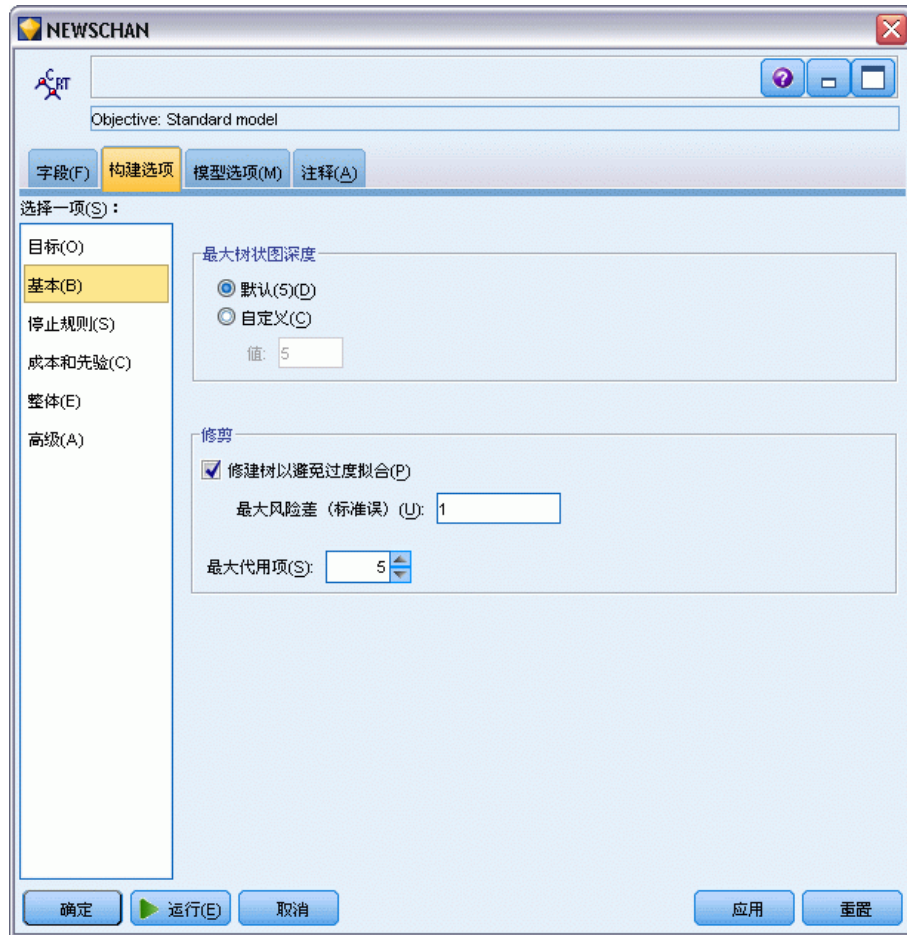 NEWSCHAN
CRT
Objective: Standard model
字段(F) 构建选项 模型选项(M) 注释(A)
选择一项(S)：
目标(O)
基本(B)
停止规则(S)
成本和先验(C)
整体(E)
高级(A)
最大树状图深度
默认(5)(D)
自定义(C)
值: 5
修剪
修建树以避免过度拟合(P)
最大风险差（标准误）(U): 1
最大代用项(S): 5
确定 运行(E) 取消 应用 重置